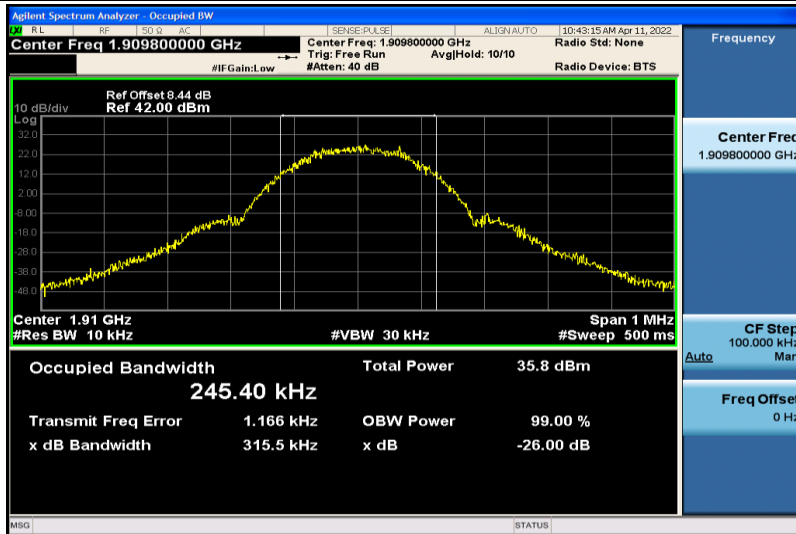 Agilent Spectrum Analyzer - Occupied BW
LXI RL RF 50 Ω AC SENSE:PULSE ALIGN AUTO 10:43:15 AM Apr 11, 2022
Center Freq 1.909800000 GHz
Center Freq: 1.909800000 GHz
Radio Std: None
Trig: Free Run Avg|Hold: 10/10
#IFGain:Low #Atten: 40 dB Radio Device: BTS
Ref Offset 8.44 dB
10 dB/div Ref 42.00 dBm
Log
32.0
22.0
12.0
2.00
-8.00
-18.0
-28.0
-38.0
-48.0
Center 1.91 GHz Span 1 MHz
#Res BW 10 kHz #VBW 30 kHz #Sweep 500 ms
Occupied Bandwidth Total Power 35.8 dBm
245.40 kHz
Transmit Freq Error 1.166 kHz OBW Power 99.00 %
x dB Bandwidth 315.5 kHz x dB -26.00 dB
MSG STATUS
Frequency
Center Freq
1.909800000 GHz
CF Step
100.000 kHz
Auto Man
Freq Offset
0 Hz